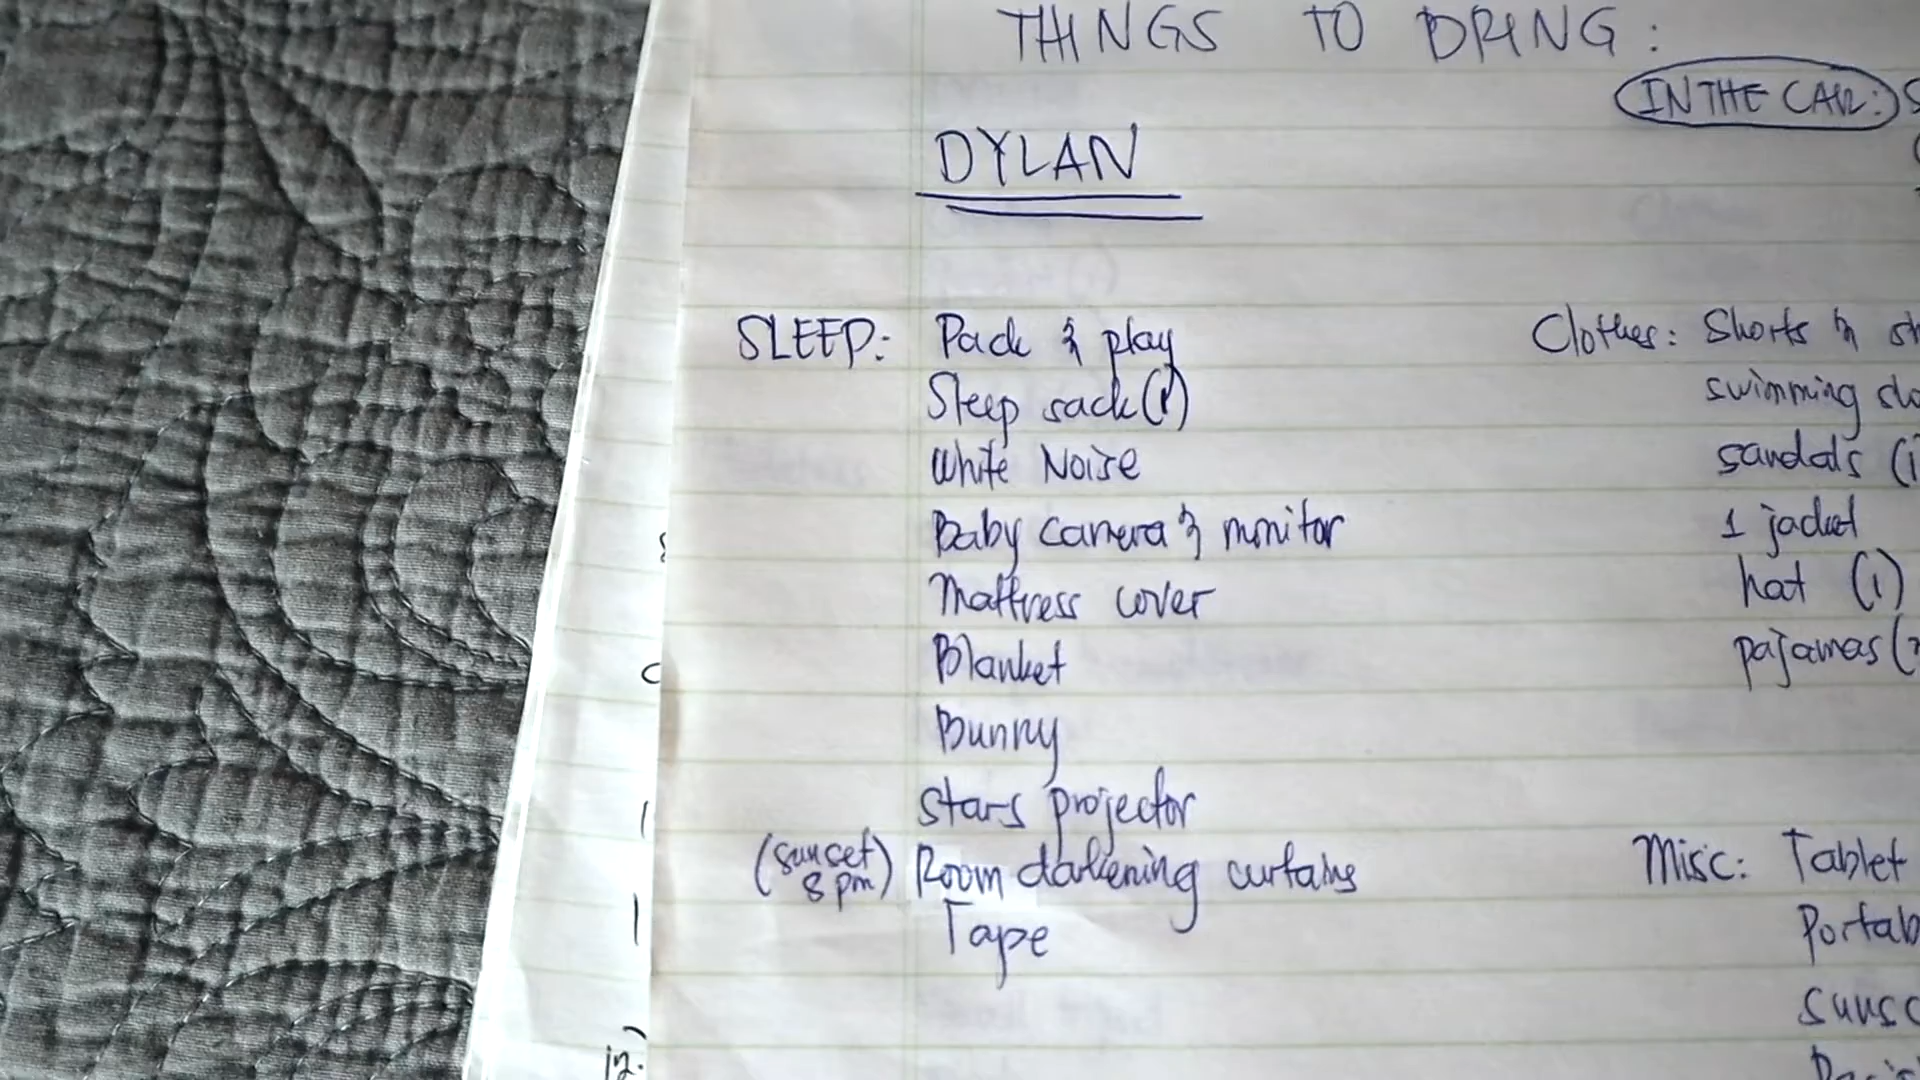 THINGS TO BRING:
IN THE CAR:
DYLAN
SLEEP: Pack & play
Sleep sack (1)
White Noise
Baby camera & monitor
Mattress cover
Blanket
Bunny
Stars projector
(sunset 8 pm) Room darkening curtains
Tape
Clothes: Shorts &
swimming
sandals
1 jacket
hat (1)
pajamas
Misc: Tablet